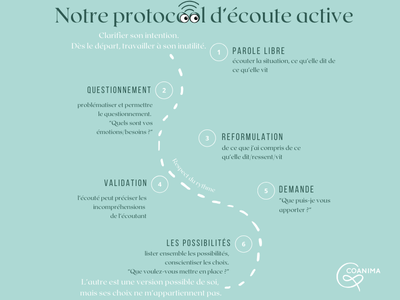 Notre protocole d'écoute active
Clarifier son intention.
Dès le départ, travailler à son inutilité.
1
PAROLE LIBRE
écouter la situation, ce qu'elle dit de
ce qu'elle vit
QUESTIONNEMENT
2
problématiser et permettre
le questionnement.
"Quels sont vos
émotions/besoins ?"
3
REFORMULATION
de ce que j'ai compris de ce
qu'elle dit/ressent/vit
Respect du refuser
VALIDATION
4
l'écouté peut préciser les
incompréhensions
de l'écoutant
5
DEMANDE
"Que puis-je vous
apporter ?"
LES POSSIBILITÉS
6
lister ensemble les possibilités,
conscientiser les choix.
"Que voulez-vous mettre en place ?"
L'autre est une version possible de soi,
mais ses choix ne m'appartiennent pas.
COANIMA